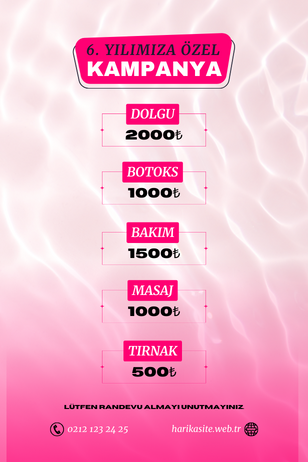 6. YILIMIZA ÖZEL
KAMPANYA
DOLGU
2000₺
BOTOKS
1000₺
BAKIM
1500₺
MASAJ
1000₺
TIRNAK
500₺
LÜTFEN RANDEVU ALMAYI UNUTMAYINIZ
0212 123 24 25
harikasite.web.tr